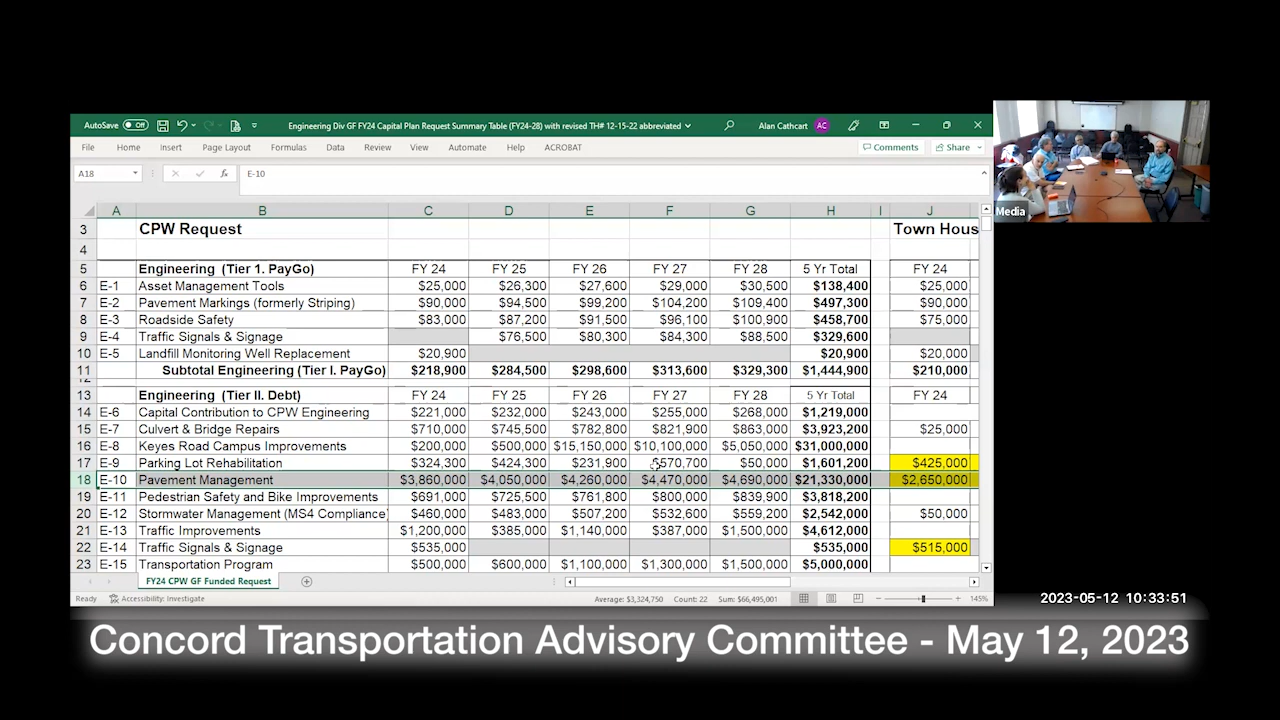 AutoSave Off Engineering Div GF FY24 Capital Plan Request Summary Table (FY24-28) with revised TH# 12-15-22 abbreviated Alan Cathcart AC
File Home Insert Page Layout Formulas Data Review View Automate Help ACROBAT Comments Share
A18 fx E-10
Media
A B C D E F G H I J
3 CPW Request Town Hous
4
5 Engineering (Tier 1. PayGo) FY 24 FY 25 FY 26 FY 27 FY 28 5 Yr Total FY 24
6 E-1 Asset Management Tools $25,000 $26,300 $27,600 $29,000 $30,500 $138,400 $25,000
7 E-2 Pavement Markings (formerly Striping) $90,000 $94,500 $99,200 $104,200 $109,400 $497,300 $90,000
8 E-3 Roadside Safety $83,000 $87,200 $91,500 $96,100 $100,900 $458,700 $75,000
9 E-4 Traffic Signals & Signage $76,500 $80,300 $84,300 $88,500 $329,600
10 E-5 Landfill Monitoring Well Replacement $20,900 $20,900 $20,000
11 Subtotal Engineering (Tier I. PayGo) $218,900 $284,500 $298,600 $313,600 $329,300 $1,444,900 $210,000
12
13 Engineering (Tier II. Debt) FY 24 FY 25 FY 26 FY 27 FY 28 5 Yr Total FY 24
14 E-6 Capital Contribution to CPW Engineering $221,000 $232,000 $243,000 $255,000 $268,000 $1,219,000
15 E-7 Culvert & Bridge Repairs $710,000 $745,500 $782,800 $821,900 $863,000 $3,923,200 $25,000
16 E-8 Keyes Road Campus Improvements $200,000 $500,000 $15,150,000 $10,100,000 $5,050,000 $31,000,000
17 E-9 Parking Lot Rehabilitation $324,300 $424,300 $231,900 $570,700 $50,000 $1,601,200 $425,000
18 E-10 Pavement Management $3,860,000 $4,050,000 $4,260,000 $4,470,000 $4,690,000 $21,330,000 $2,650,000
19 E-11 Pedestrian Safety and Bike Improvements $691,000 $725,500 $761,800 $800,000 $839,900 $3,818,200
20 E-12 Stormwater Management (MS4 Compliance) $460,000 $483,000 $507,200 $532,600 $559,200 $2,542,000 $50,000
21 E-13 Traffic Improvements $1,200,000 $385,000 $1,140,000 $387,000 $1,500,000 $4,612,000
22 E-14 Traffic Signals & Signage $535,000 $535,000 $515,000
23 E-15 Transportation Program $500,000 $600,000 $1,100,000 $1,300,000 $1,500,000 $5,000,000
FY24 CPW GF Funded Request
Ready Accessibility: Investigate Average: $3,324,750 Count: 22 Sum: $66,495,001 145%
2023-05-12 10:33:51
Concord Transportation Advisory Committee - May 12, 2023